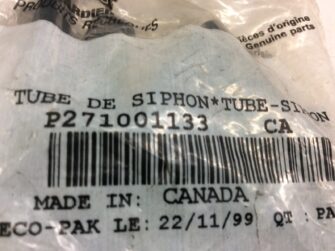 Pièces d'origine
Genuine parts
TUBE DE SIPHON*TUBE-SIPHON
P271001133 CA
MADE IN: CANADA
ECO-PAK LE: 22/11/99 QT : PA